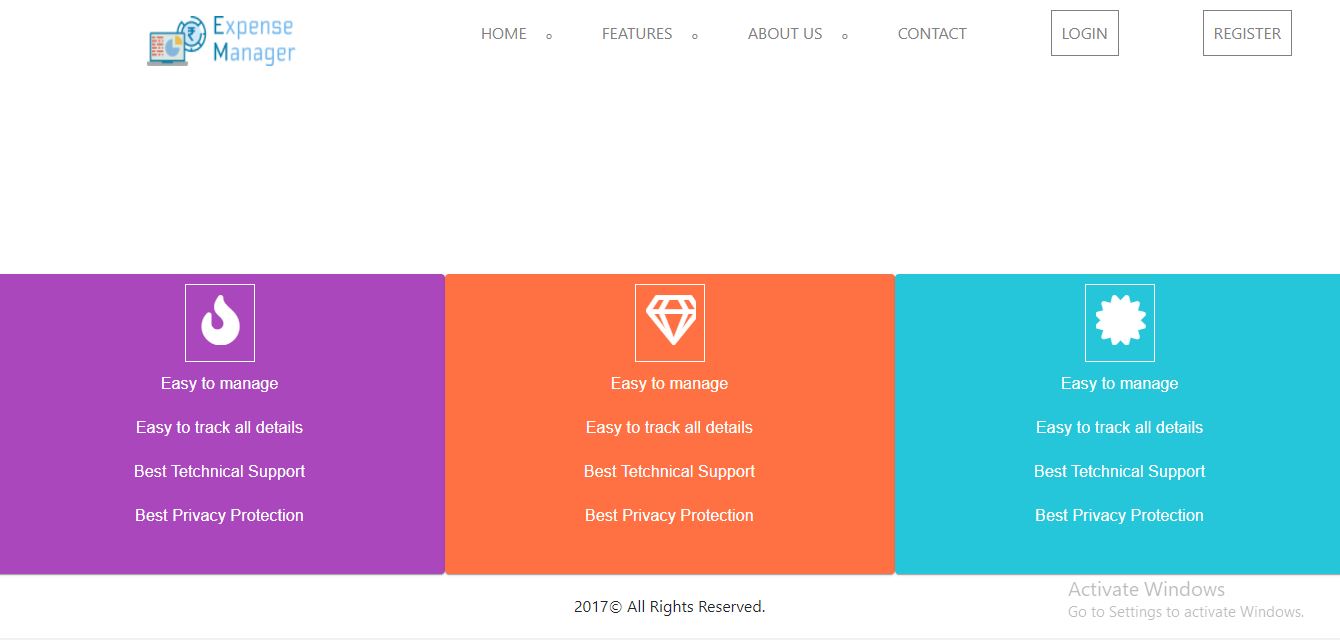 Expense
Manager
HOME FEATURES ABOUT US CONTACT LOGIN REGISTER
₹
Easy to manage
Easy to track all details
Best Tetchnical Support
Best Privacy Protection
Easy to manage
Easy to track all details
Best Tetchnical Support
Best Privacy Protection
Easy to manage
Easy to track all details
Best Tetchnical Support
Best Privacy Protection
2017© All Rights Reserved.
Activate Windows
Go to Settings to activate Windows.